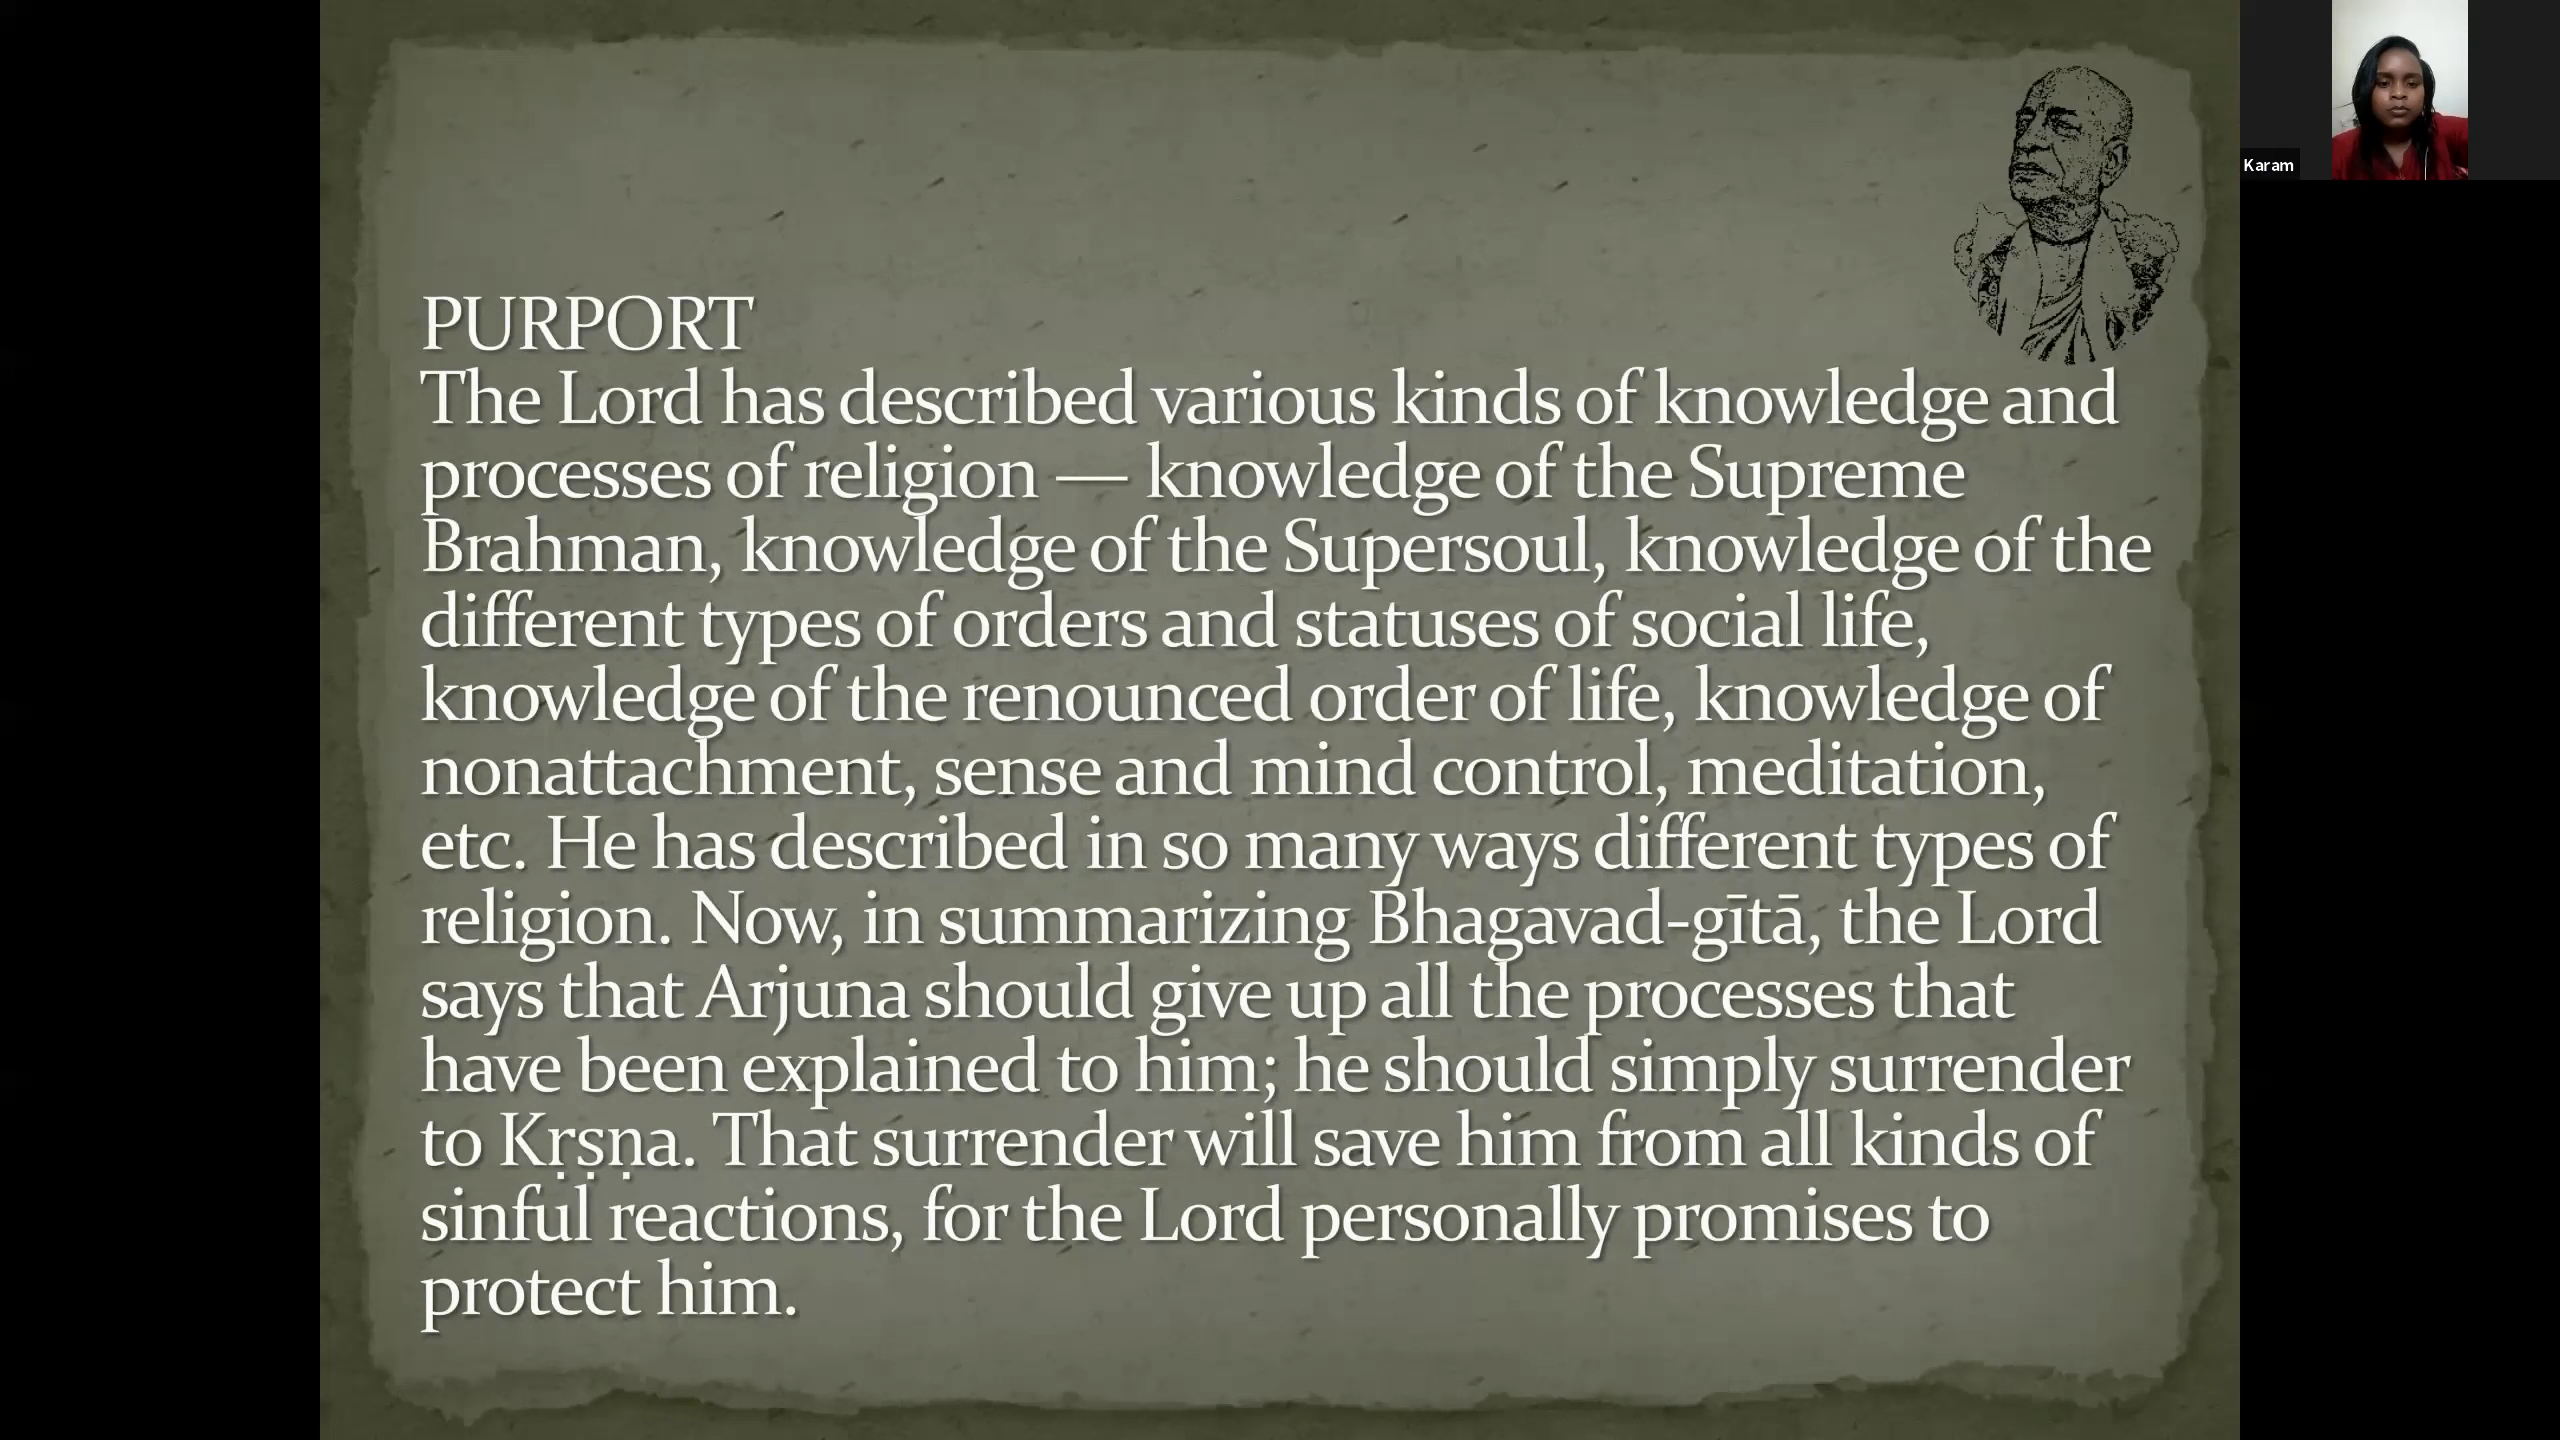 PURPORT
The Lord has described various kinds of knowledge and
processes of religion — knowledge of the Supreme
Brahman, knowledge of the Supersoul, knowledge of the
different types of orders and statuses of social life,
knowledge of the renounced order of life, knowledge of
nonattachment, sense and mind control, meditation,
etc. He has described in so many ways different types of
religion. Now, in summarizing Bhagavad-gītā, the Lord
says that Arjuna should give up all the processes that
have been explained to him; he should simply surrender
to Kṛṣṇa. That surrender will save him from all kinds of
sinful reactions, for the Lord personally promises to
protect him.
Karam